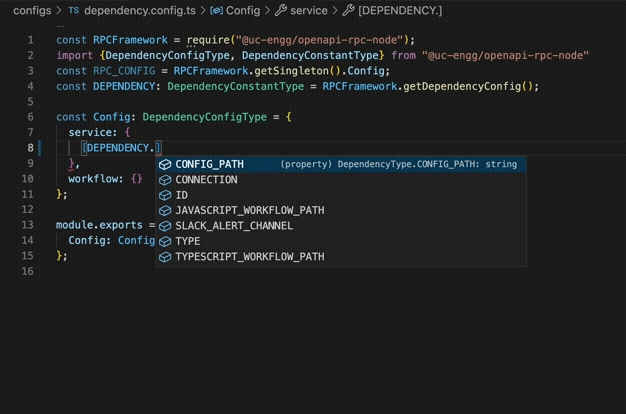 configs > TS dependency.config.ts > Config > service > [DEPENDENCY.]
...
1 const RPCFramework = require("@uc-engg/openapi-rpc-node");
2 import {DependencyConfigType, DependencyConstantType} from "@uc-engg/openapi-rpc-node"
3 const RPC_CONFIG = RPCFramework.getSingleton().Config;
4 const DEPENDENCY: DependencyConstantType = RPCFramework.getDependencyConfig();
5
6 const Config: DependencyConfigType = {
7 service: {
8 [DEPENDENCY.]
CONFIG_PATH (property) DependencyType.CONFIG_PATH: string
9 },
CONNECTION
10 workflow: {}
ID
11 };
JAVASCRIPT_WORKFLOW_PATH
12
SLACK_ALERT_CHANNEL
13 module.exports =
TYPE
14 Config: Config
TYPESCRIPT_WORKFLOW_PATH
15 };
16